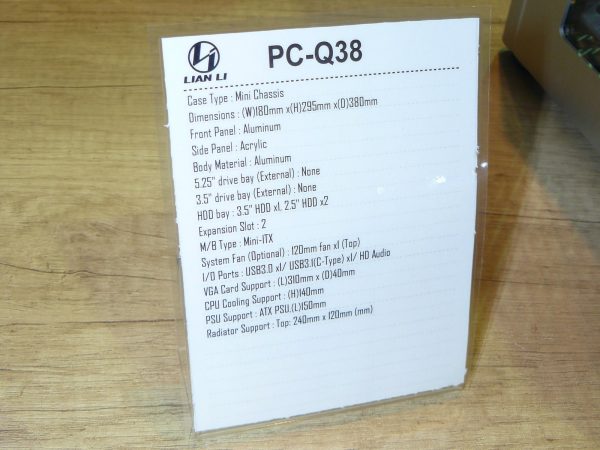 LIAN LI
PC-Q38
Case Type : Mini Chassis
Dimensions : (W)180mm x(H)295mm x(D)380mm
Front Panel : Aluminum
Side Panel : Acrylic
Body Material : Aluminum
5.25" drive bay (External) : None
3.5" drive bay (External) : None
HDD bay : 3.5" HDD x1, 2.5" HDD x2
Expansion Slot : 2
M/B Type : Mini-ITX
System Fan (Optional) : 120mm fan x1 (Top)
I/O Ports : USB3.0 x1/ USB3.1(C-Type) x1/ HD Audio
VGA Card Support : (L)310mm x (D)40mm
CPU Cooling Support : (H)140mm
PSU Support : ATX PSU,(L)150mm
Radiator Support : Top: 240mm x 120mm (mm)